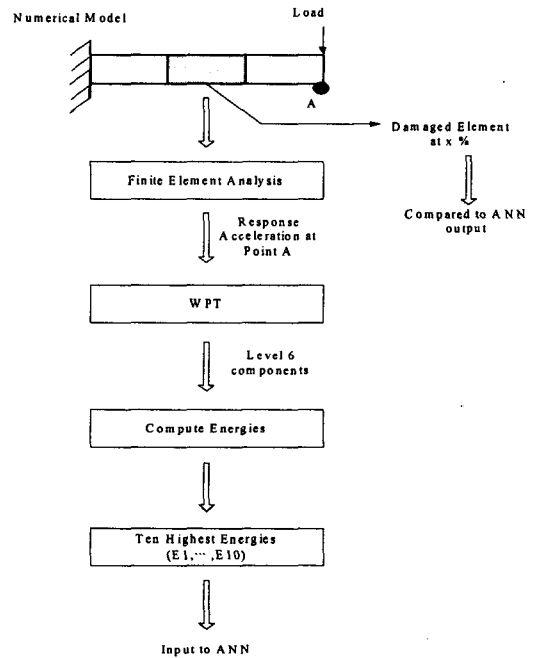 Numerical Model
Load
A
Damaged Element
at x %
Finite Element Analysis
Compared to ANN
output
Response
Acceleration at
Point A
WPT
Level 6
components
Compute Energies
Ten Highest Energies
(E1,··· ,E10)
Input to ANN